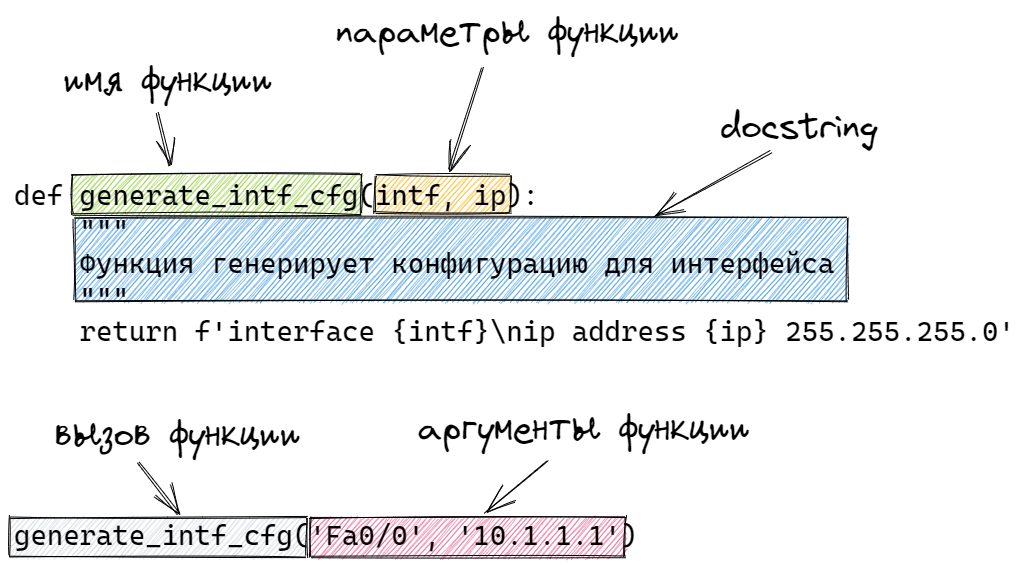 параметры функции
имя функции
docstring
def generate_intf_cfg(intf, ip):
"""
Функция генерирует конфигурацию для интерфейса
"""
return f'interface {intf}\nip address {ip} 255.255.255.0'
вызов функции
аргументы функции
generate_intf_cfg('Fa0/0', '10.1.1.1')